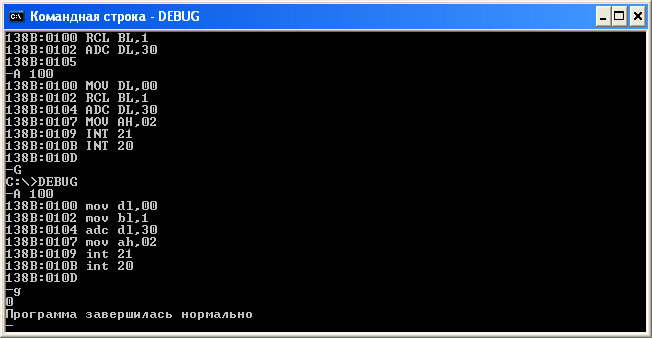 Командная строка - DEBUG
138B:0100 RCL BL,1
138B:0102 ADC DL,30
138B:0105
-A 100
138B:0100 MOV DL,00
138B:0102 RCL BL,1
138B:0104 ADC DL,30
138B:0107 MOV AH,02
138B:0109 INT 21
138B:010B INT 20
138B:010D
-G
C:\>DEBUG
-A 100
138B:0100 mov dl,00
138B:0102 mov bl,1
138B:0104 adc dl,30
138B:0107 mov ah,02
138B:0109 int 21
138B:010B int 20
138B:010D
-g
0
Программа завершилась нормально
-